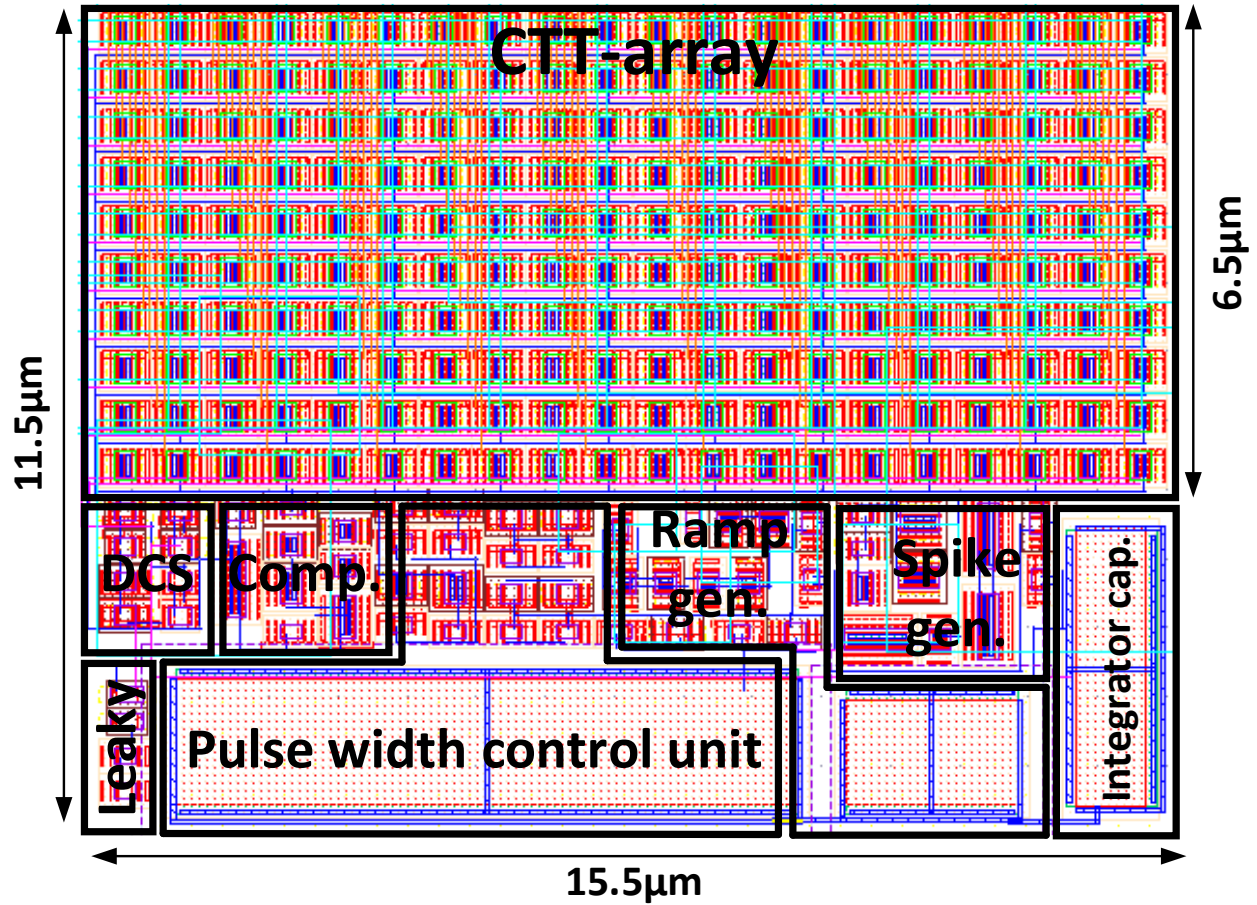 CTT-array
11.5μm
6.5μm
DCS
Comp.
Ramp
gen.
Spike
gen.
Integrator cap.
Leaky
Pulse width control unit
15.5μm